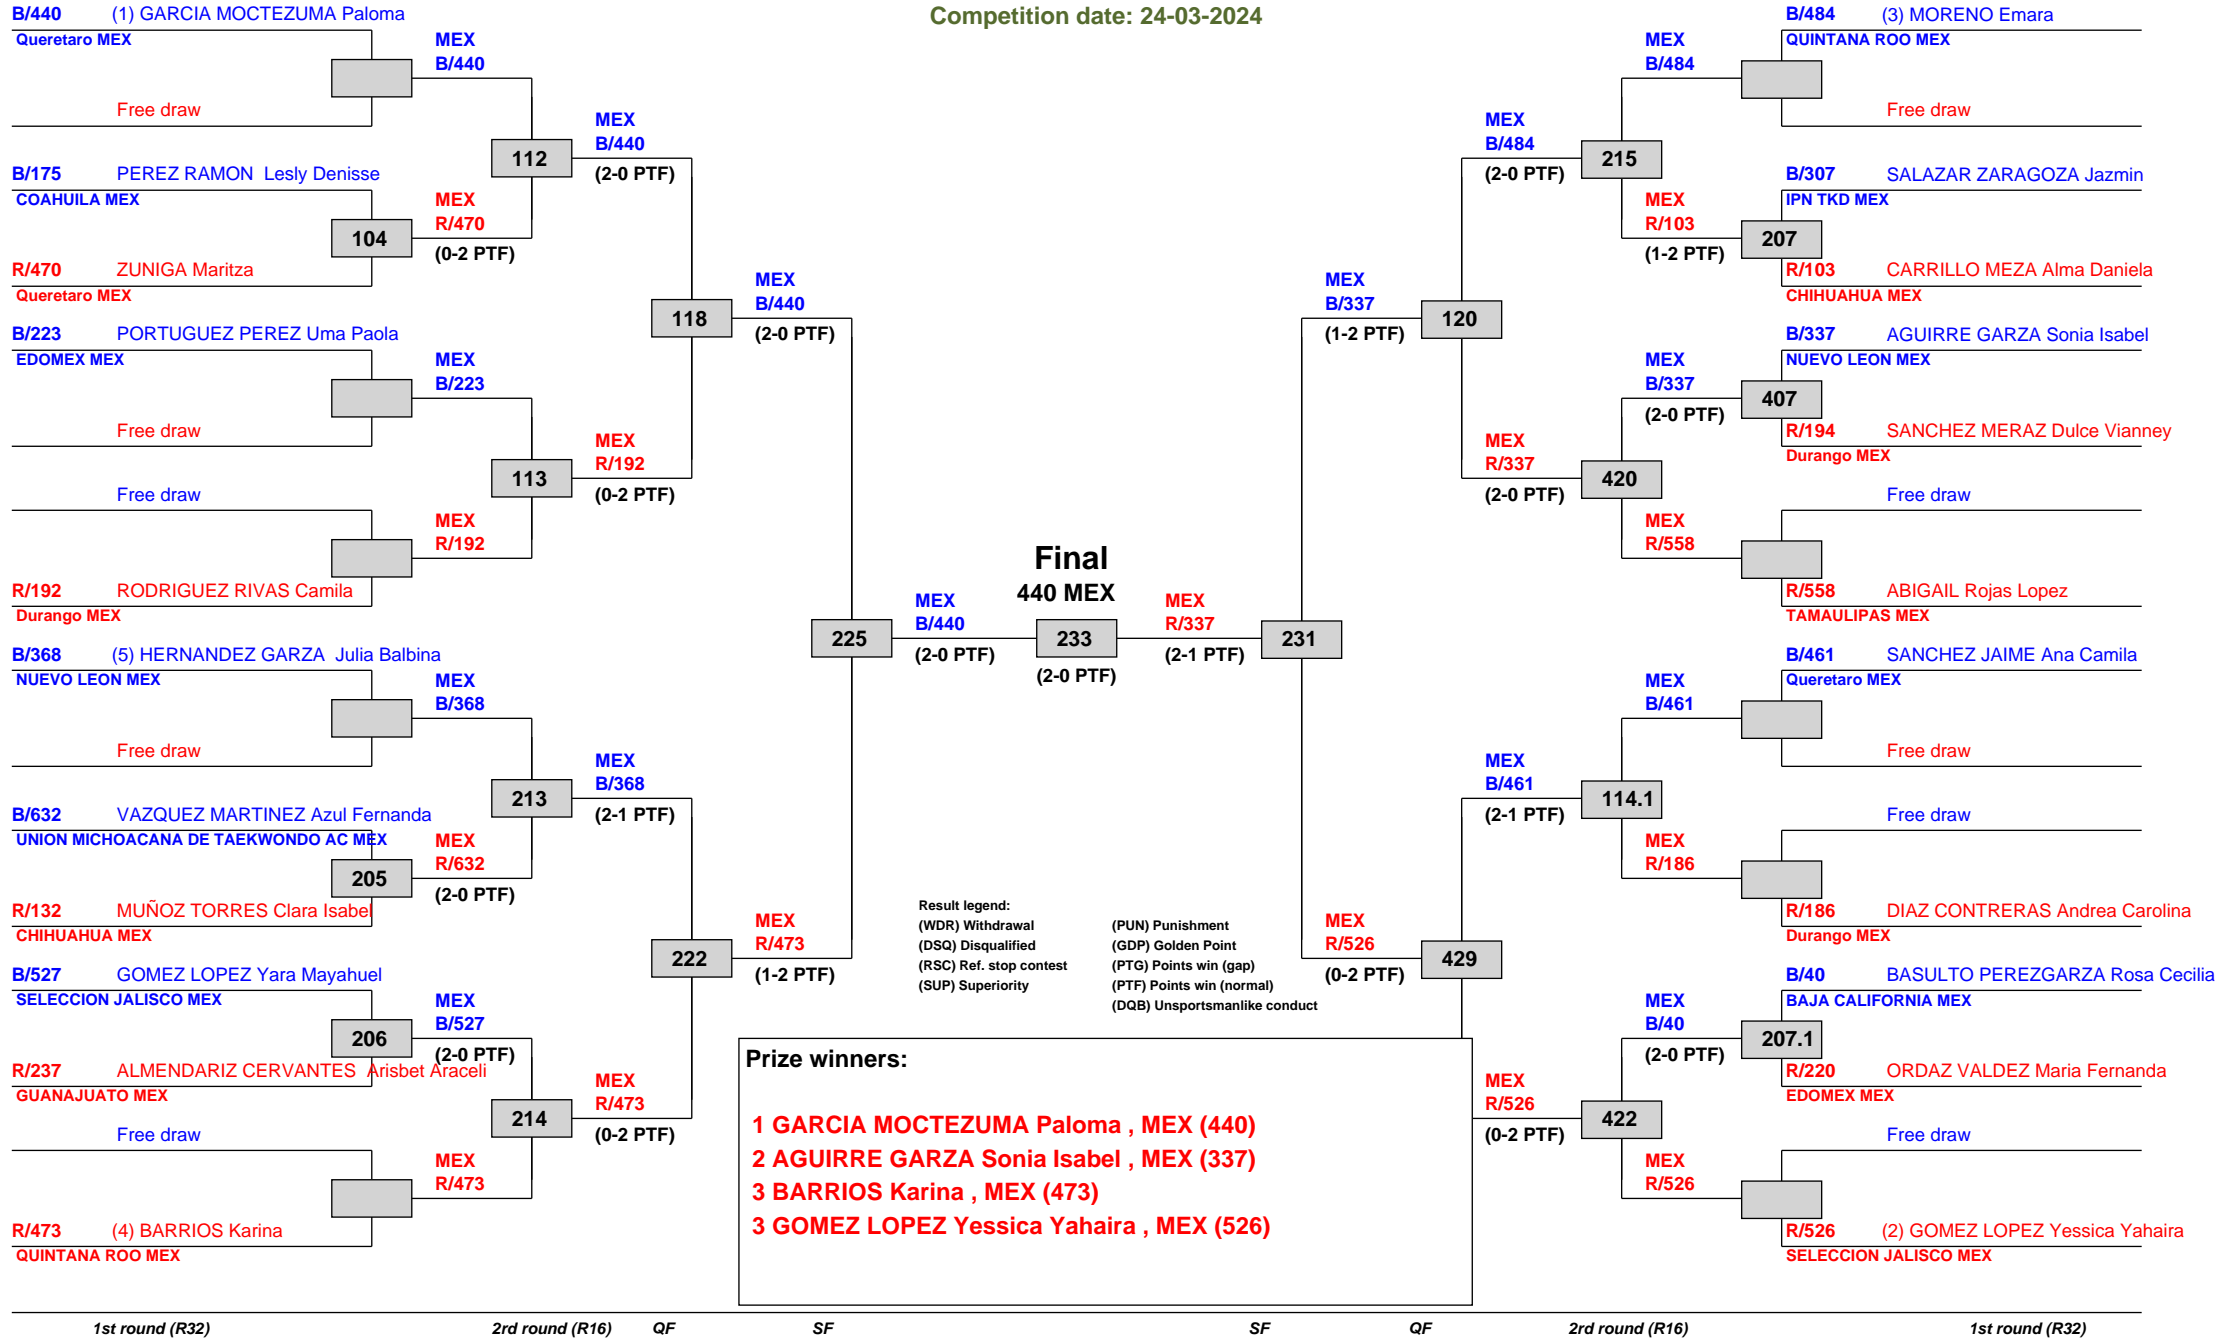 Competition date: 24-03-2024
B/440 (1) GARCIA MOCTEZUMA Paloma
Queretaro MEX
Free draw
B/175 PEREZ RAMON Lesly Denisse
COAHUILA MEX
104
R/470 ZUNIGA Maritza
Queretaro MEX
B/223 PORTUGUEZ PEREZ Uma Paola
EDOMEX MEX
Free draw
Free draw
R/192 RODRIGUEZ RIVAS Camila
Durango MEX
B/368 (5) HERNANDEZ GARZA Julia Balbina
NUEVO LEON MEX
Free draw
B/632 VAZQUEZ MARTINEZ Azul Fernanda
UNION MICHOACANA DE TAEKWONDO AC MEX
205
R/132 MUÑOZ TORRES Clara Isabel
CHIHUAHUA MEX
B/527 GOMEZ LOPEZ Yara Mayahuel
SELECCION JALISCO MEX
206
R/237 ALMENDARIZ CERVANTES Arisbet Araceli
GUANAJUATO MEX
Free draw
R/473 (4) BARRIOS Karina
QUINTANA ROO MEX
MEX
B/440
112
MEX
R/470
(0-2 PTF)
MEX
B/223
113
MEX
R/192
MEX
B/368
213
MEX
R/632
(2-0 PTF)
MEX
B/527
(2-0 PTF)
214
MEX
R/473
MEX
B/440
(2-0 PTF)
118
MEX
R/192
(0-2 PTF)
MEX
B/368
(2-1 PTF)
222
MEX
R/473
(0-2 PTF)
MEX
B/440
(2-0 PTF)
225
MEX
R/473
(1-2 PTF)
MEX
B/440
(2-0 PTF)
Final
440 MEX
233
(2-0 PTF)
MEX
R/337
(2-1 PTF)
231
MEX
B/337
(1-2 PTF)
MEX
R/526
(0-2 PTF)
120
429
MEX
B/484
(2-0 PTF)
MEX
R/337
(2-0 PTF)
MEX
B/461
(2-1 PTF)
MEX
R/526
(0-2 PTF)
215
420
114.1
422
MEX
B/484
MEX
R/103
(1-2 PTF)
MEX
B/337
(2-0 PTF)
MEX
R/558
MEX
B/461
MEX
R/186
MEX
B/40
(2-0 PTF)
MEX
R/526
B/484 (3) MORENO Emara
QUINTANA ROO MEX
Free draw
B/307 SALAZAR ZARAGOZA Jazmin
IPN TKD MEX
207
R/103 CARRILLO MEZA Alma Daniela
CHIHUAHUA MEX
B/337 AGUIRRE GARZA Sonia Isabel
NUEVO LEON MEX
407
R/194 SANCHEZ MERAZ Dulce Vianney
Durango MEX
Free draw
R/558 ABIGAIL Rojas Lopez
TAMAULIPAS MEX
B/461 SANCHEZ JAIME Ana Camila
Queretaro MEX
Free draw
Free draw
R/186 DIAZ CONTRERAS Andrea Carolina
Durango MEX
B/40 BASULTO PEREZGARZA Rosa Cecilia
BAJA CALIFORNIA MEX
207.1
R/220 ORDAZ VALDEZ Maria Fernanda
EDOMEX MEX
Free draw
R/526 (2) GOMEZ LOPEZ Yessica Yahaira
SELECCION JALISCO MEX
Result legend:
(WDR) Withdrawal (PUN) Punishment
(DSQ) Disqualified (GDP) Golden Point
(RSC) Ref. stop contest (PTG) Points win (gap)
(SUP) Superiority (PTF) Points win (normal)
(DQB) Unsportsmanlike conduct
Prize winners:
1 GARCIA MOCTEZUMA Paloma , MEX (440)
2 AGUIRRE GARZA Sonia Isabel , MEX (337)
3 BARRIOS Karina , MEX (473)
3 GOMEZ LOPEZ Yessica Yahaira , MEX (526)
1st round (R32) 2rd round (R16) QF SF SF QF 2rd round (R16) 1st round (R32)